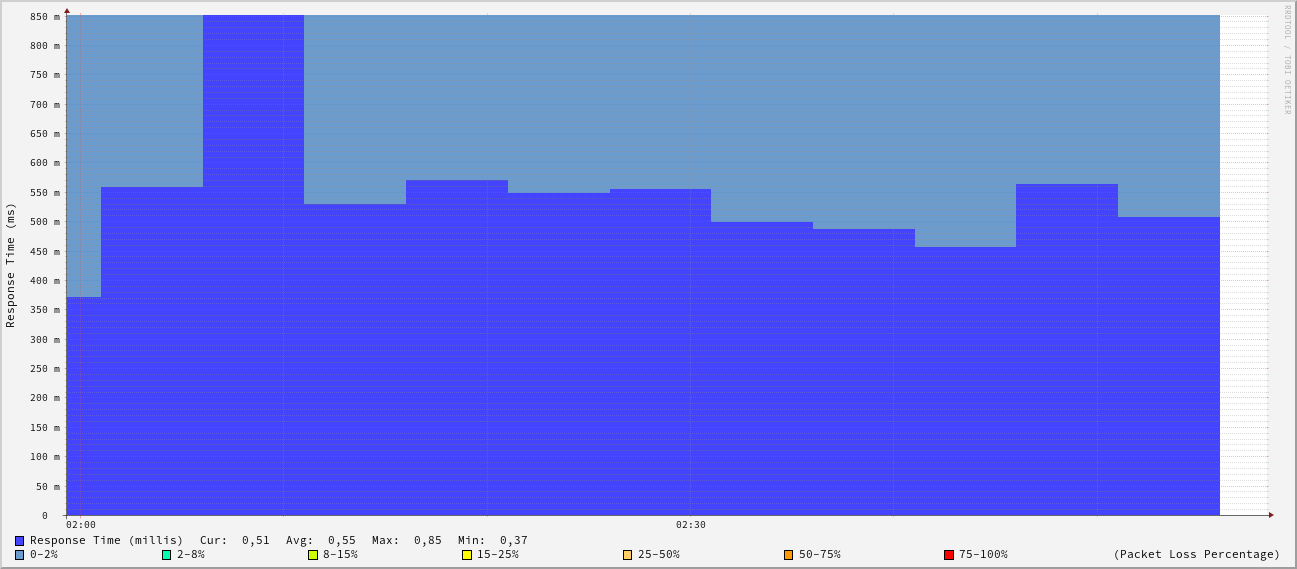 RRDTOOL / TOBI OETIKER
Response Time (ms)
850 m
800 m
750 m
700 m
650 m
600 m
550 m
500 m
450 m
400 m
350 m
300 m
250 m
200 m
150 m
100 m
50 m
0
02:00 02:30
Response Time (millis) Cur: 0,51 Avg: 0,55 Max: 0,85 Min: 0,37
0-2% 2-8% 8-15% 15-25% 25-50% 50-75% 75-100% (Packet Loss Percentage)